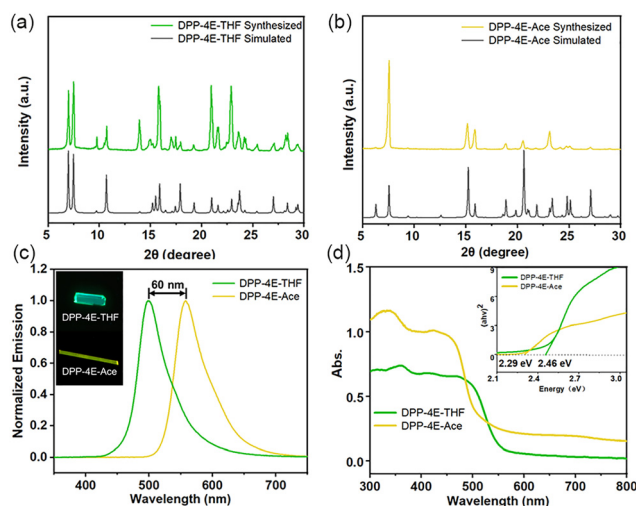 (a)
DPP-4E-THF Synthesized
DPP-4E-THF Simulated
Intensity (a.u.)
5 10 15 20 25 30
2θ (degree)
(b)
DPP-4E-Ace Synthesized
DPP-4E-Ace Simulated
Intensity (a.u.)
5 10 15 20 25 30
2θ (degree)
(c)
1.0
0.8
0.6
0.4
0.2
0.0
Normalized Emission
60 nm
DPP-4E-THF
DPP-4E-Ace
DPP-4E-THF
DPP-4E-Ace
400 500 600 700
Wavelength (nm)
(d)
1.5
1.0
0.5
0.0
Abs.
DPP-4E-THF
DPP-4E-Ace
9
6
3
0
(ahv)²
DPP-4E-THF
DPP-4E-Ace
2.29 eV 2.46 eV
2.1 2.4 2.7 3.0
Energy (eV)
300 400 500 600 700 800
Wavelength (nm)